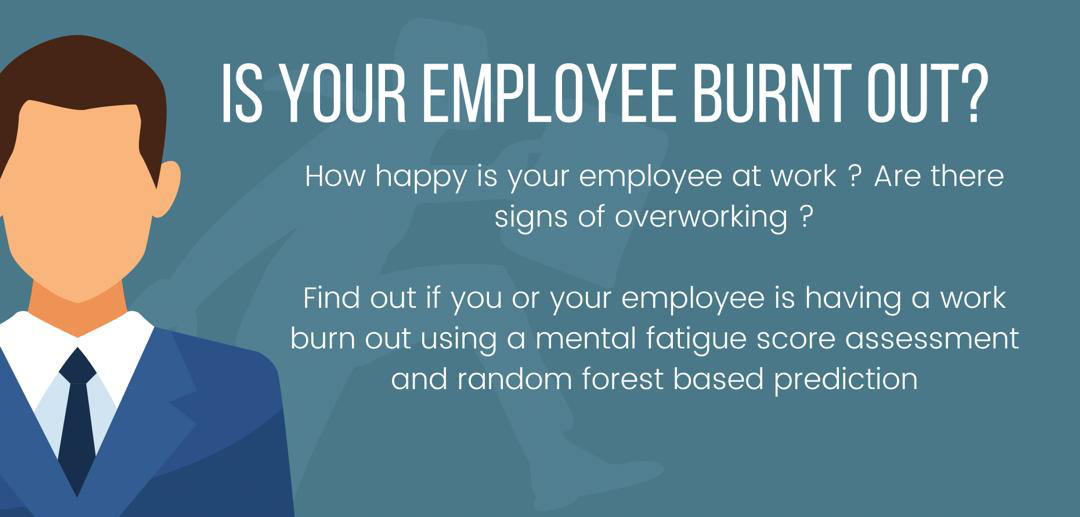 IS YOUR EMPLOYEE BURNT OUT?
How happy is your employee at work ? Are there
signs of overworking ?
Find out if you or your employee is having a work
burn out using a mental fatigue score assessment
and random forest based prediction